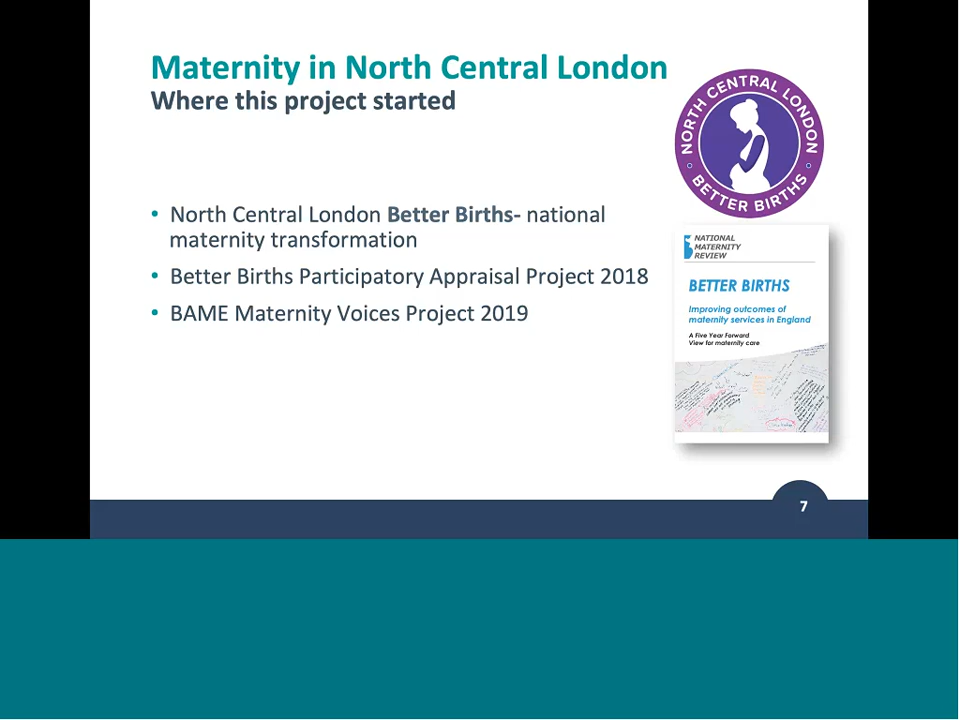 Maternity in North Central London
Where this project started
NORTH CENTRAL LONDON
BETTER BIRTHS
• North Central London Better Births- national
maternity transformation
• Better Births Participatory Appraisal Project 2018
• BAME Maternity Voices Project 2019
NATIONAL
MATERNITY
REVIEW
BETTER BIRTHS
Improving outcomes of
maternity services in England
A Five Year Forward
View for maternity care
7